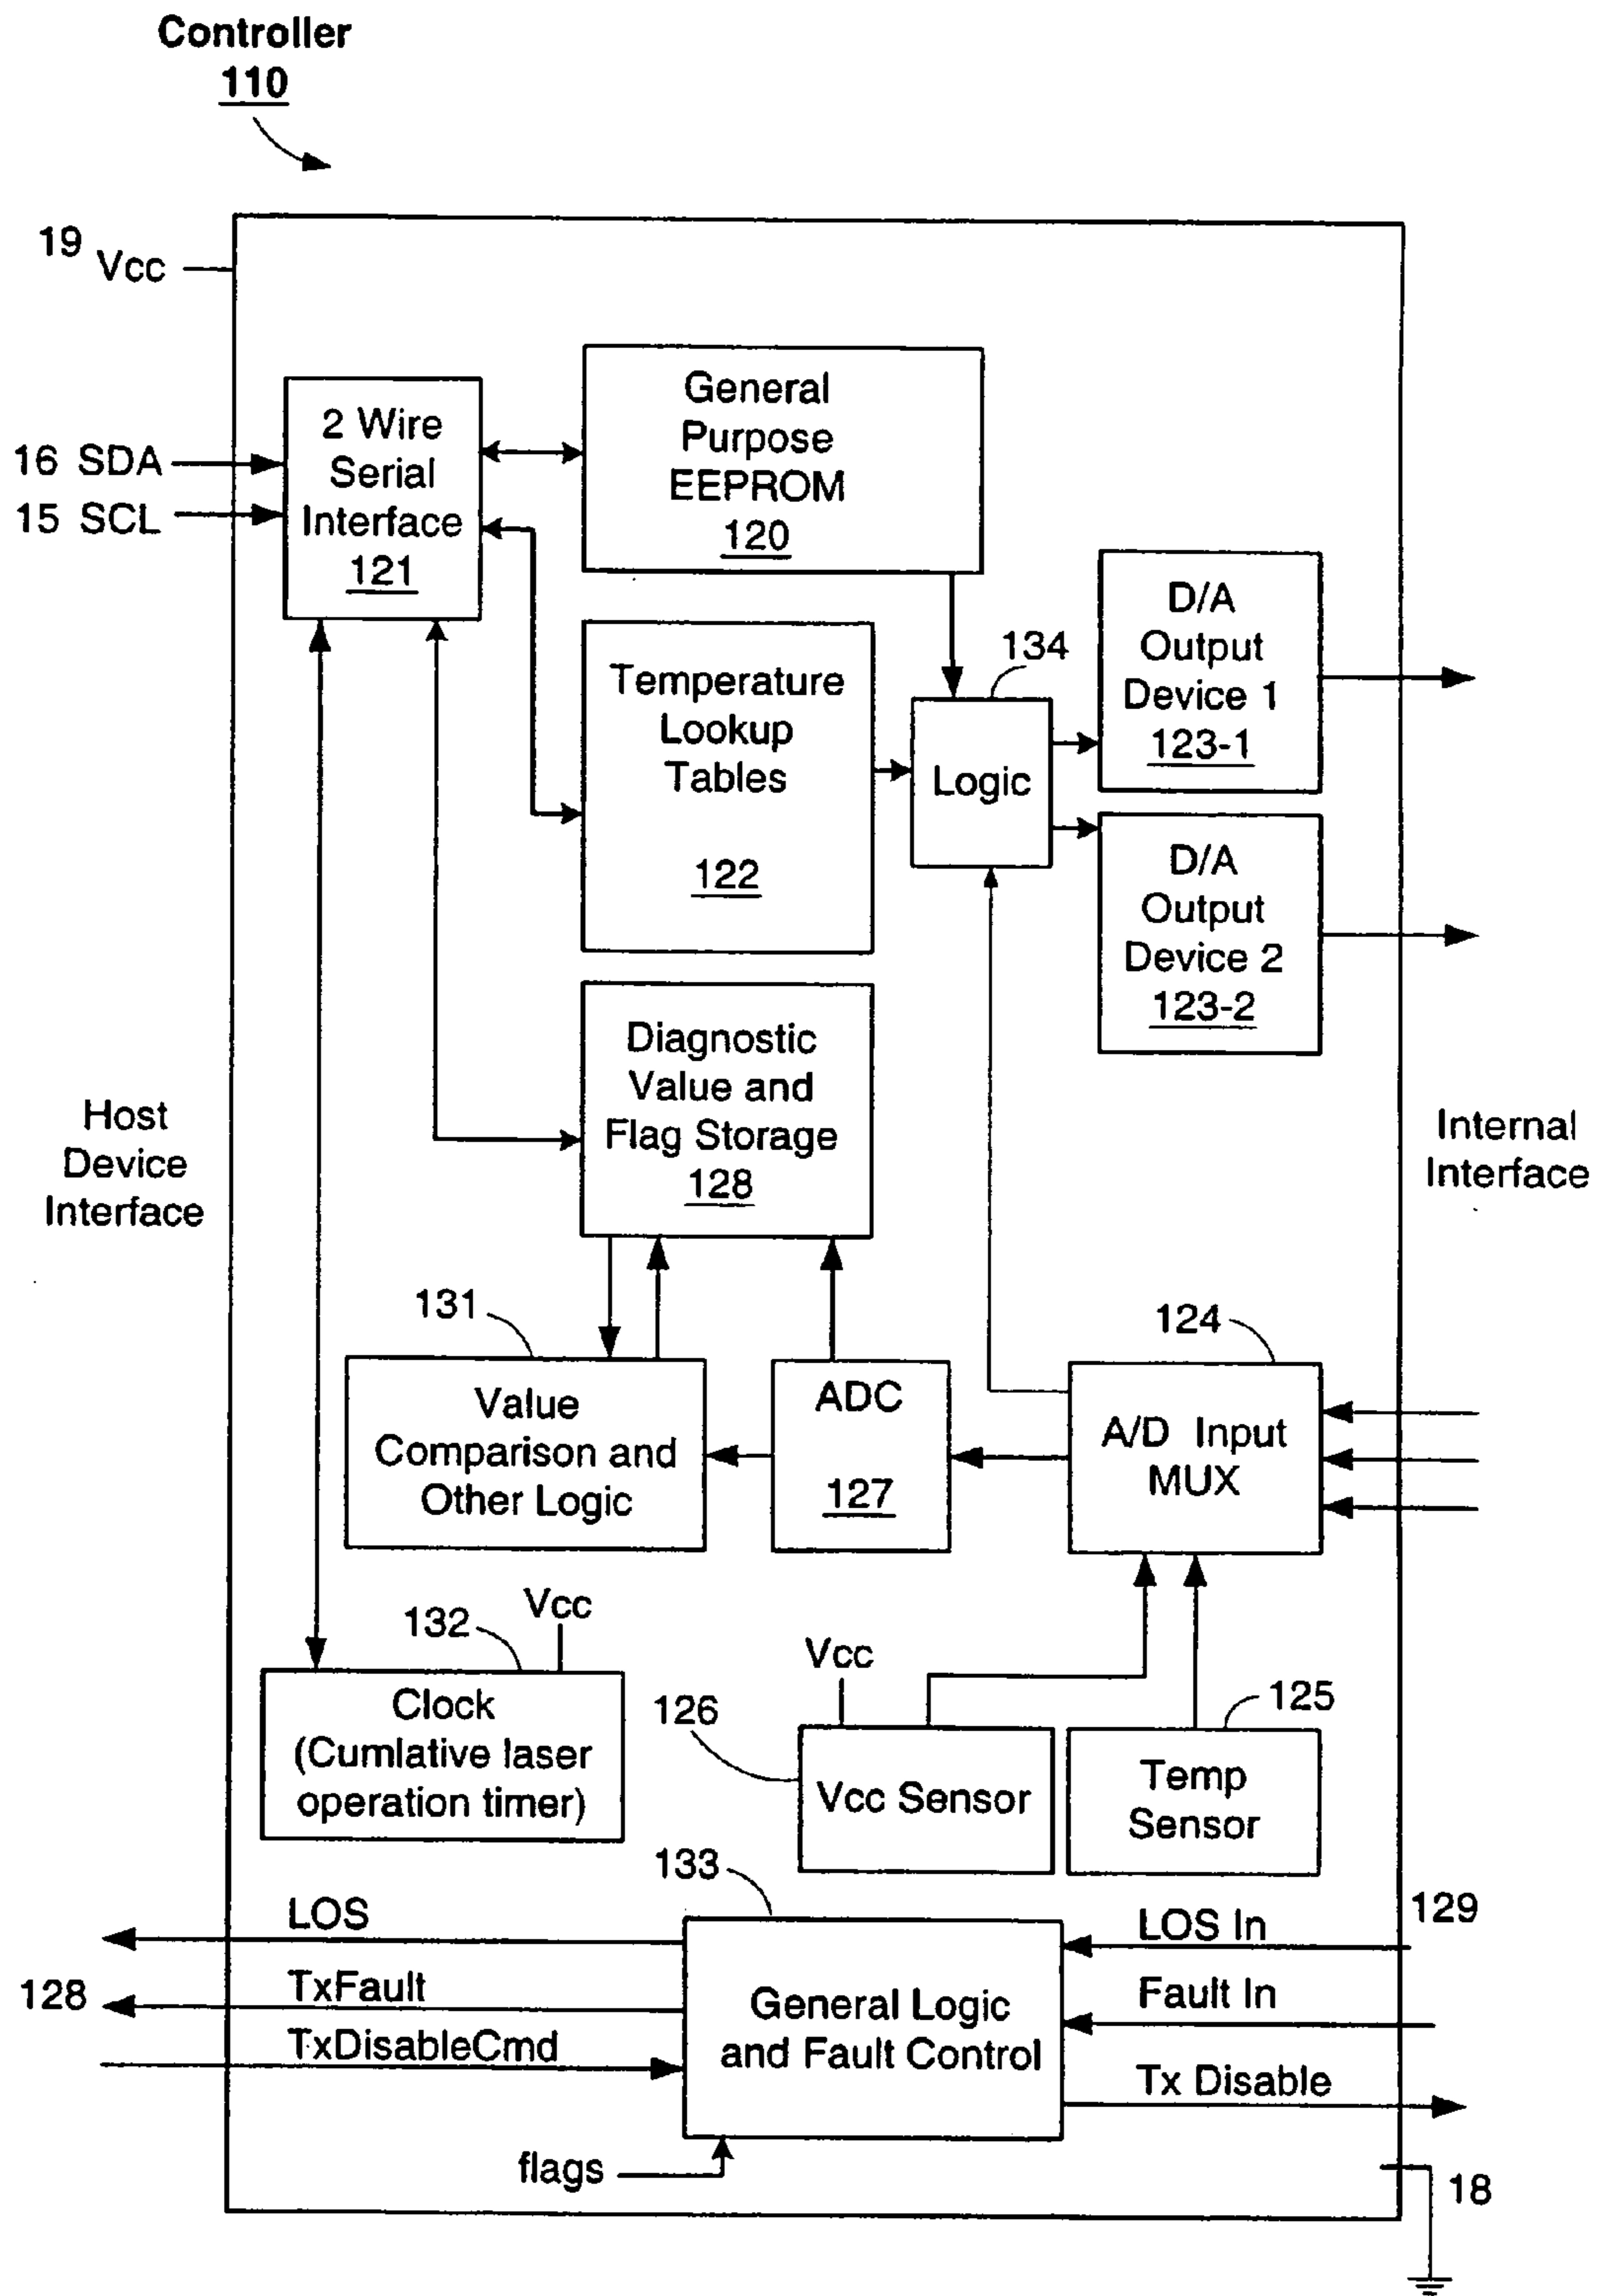 Controller
110
19
Vcc
16 SDA
15 SCL
2 Wire
Serial
Interface
121
General
Purpose
EEPROM
120
Temperature
Lookup
Tables
122
134
Logic
D/A
Output
Device 1
123-1
D/A
Output
Device 2
123-2
Diagnostic
Value and
Flag Storage
128
Host
Device
Interface
Internal
Interface
131
Value
Comparison and
Other Logic
ADC
127
124
A/D Input
MUX
132
Vcc
Clock
(Cumlative laser
operation timer)
Vcc
126
Vcc Sensor
125
Temp
Sensor
133
General Logic
and Fault Control
LOS
128
TxFault
TxDisableCmd
flags
LOS In
129
Fault In
Tx Disable
18